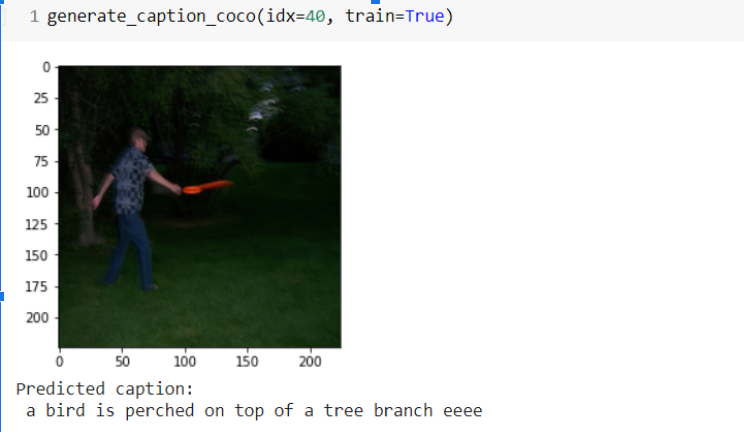 1 generate_caption_coco(idx=40, train=True)
0
25
50
75
100
125
150
175
200
0 50 100 150 200
Predicted caption:
a bird is perched on top of a tree branch eeee